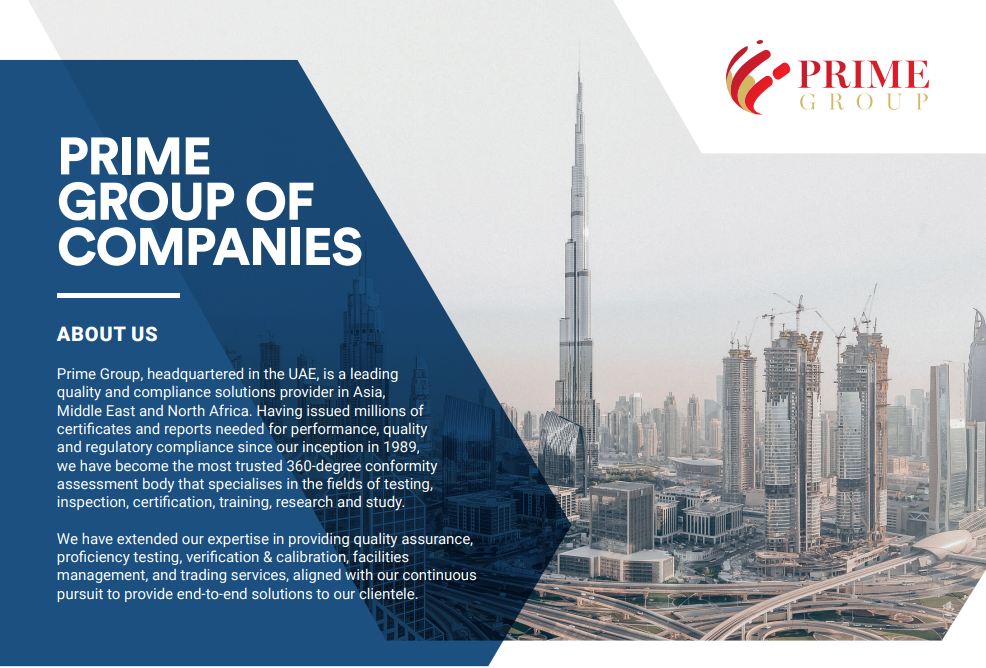 PRIME
GROUP
PRIME
GROUP OF
COMPANIES
ABOUT US
Prime Group, headquartered in the UAE, is a leading
quality and compliance solutions provider in Asia,
Middle East and North Africa. Having issued millions of
certificates and reports needed for performance, quality
and regulatory compliance since our inception in 1989,
we have become the most trusted 360-degree conformity
assessment body that specialises in the fields of testing,
inspection, certification, training, research and study.
We have extended our expertise in providing quality assurance,
proficiency testing, verification & calibration, facilities
management, and trading services, aligned with our continuous
pursuit to provide end-to-end solutions to our clientele.